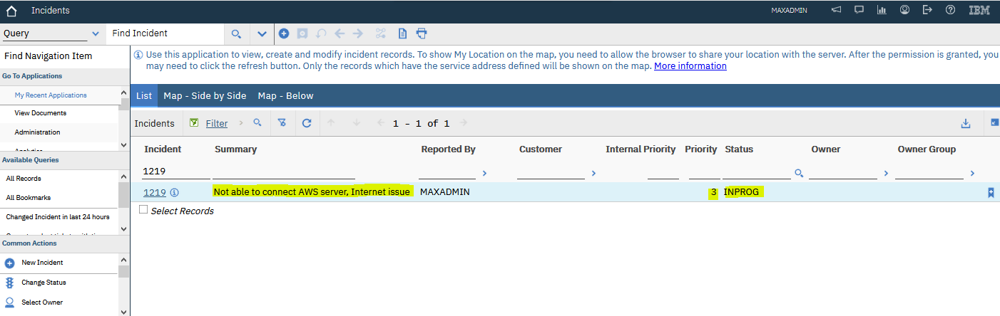 Incidents
MAXADMIN
IBM
Query
Find Incident
Find Navigation Item
Go To Applications
My Recent Applications
View Documents
Administration
Available Queries
All Records
All Bookmarks
Changed Incident in last 24 hours
Common Actions
New Incident
Change Status
Select Owner
Use this application to view, create and modify incident records. To show My Location on the map, you need to allow the browser to share your location with the server. After the permission is granted, you
may need to click the refresh button. Only the records which have the service address defined will be shown on the map. More information
List Map - Side by Side Map - Below
Incidents Filter 1 - 1 of 1
Incident Summary Reported By Customer Internal Priority Priority Status Owner Owner Group
1219
1219 Not able to connect AWS server, Internet issue MAXADMIN 3 INPROG
Select Records